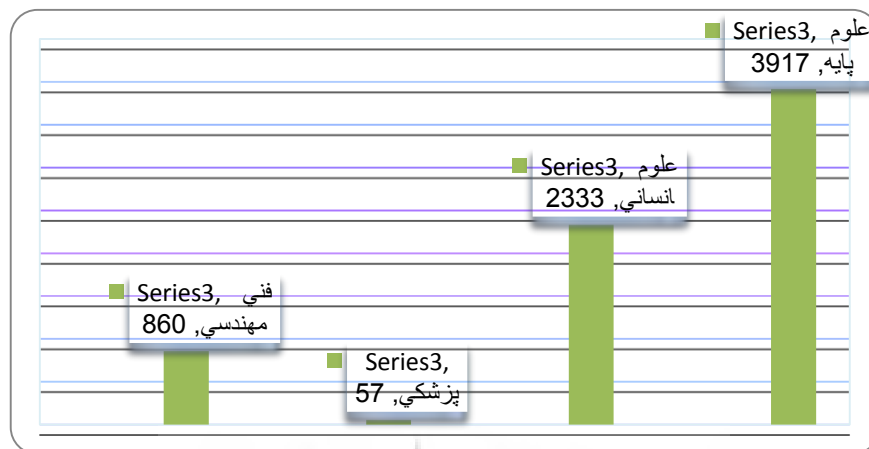 Series3, علوم
پايه, 3917
Series3, علوم
انساني, 2333
Series3, فني
مهندسي, 860
Series3,
پزشكي, 57